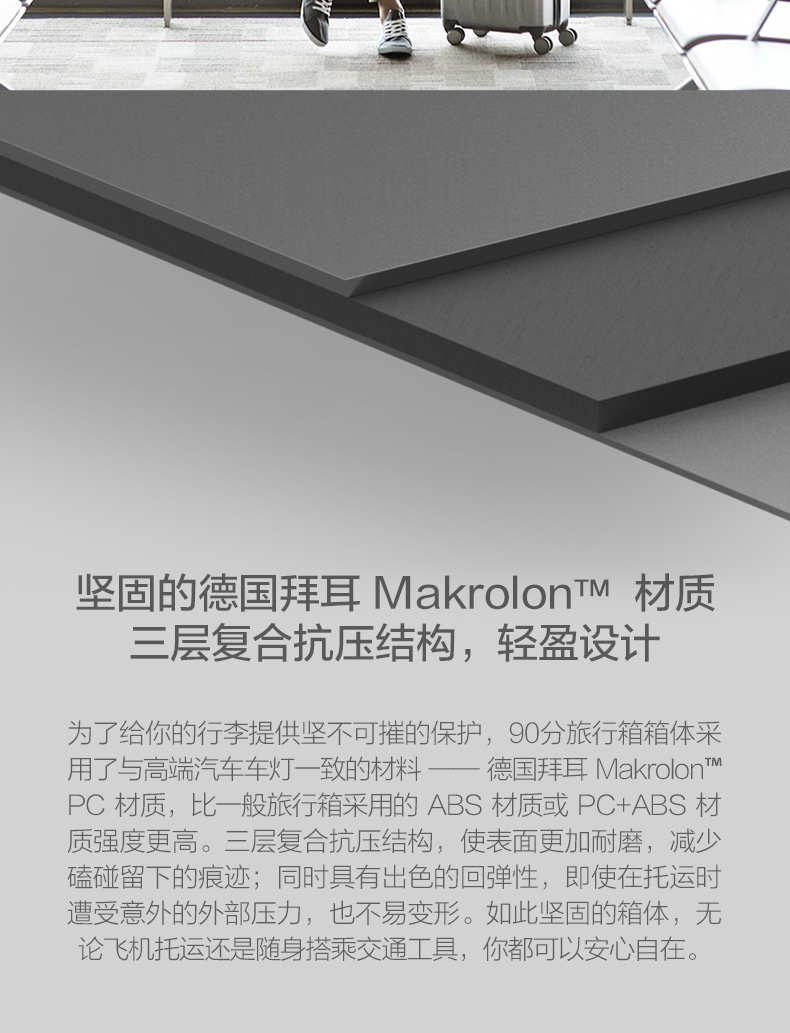 坚固的德国拜耳 Makrolon™ 材质
三层复合抗压结构，轻盈设计
为了给你的行李提供坚不可摧的保护，90分旅行箱箱体采
用了与高端汽车车灯一致的材料 —— 德国拜耳 Makrolon™
PC 材质，比一般旅行箱采用的 ABS 材质或 PC+ABS 材
质强度更高。三层复合抗压结构，使表面更加耐磨，减少
磕碰留下的痕迹；同时具有出色的回弹性，即使在托运时
遭受意外的外部压力，也不易变形。如此坚固的箱体，无
论飞机托运还是随身搭乘交通工具，你都可以安心自在。